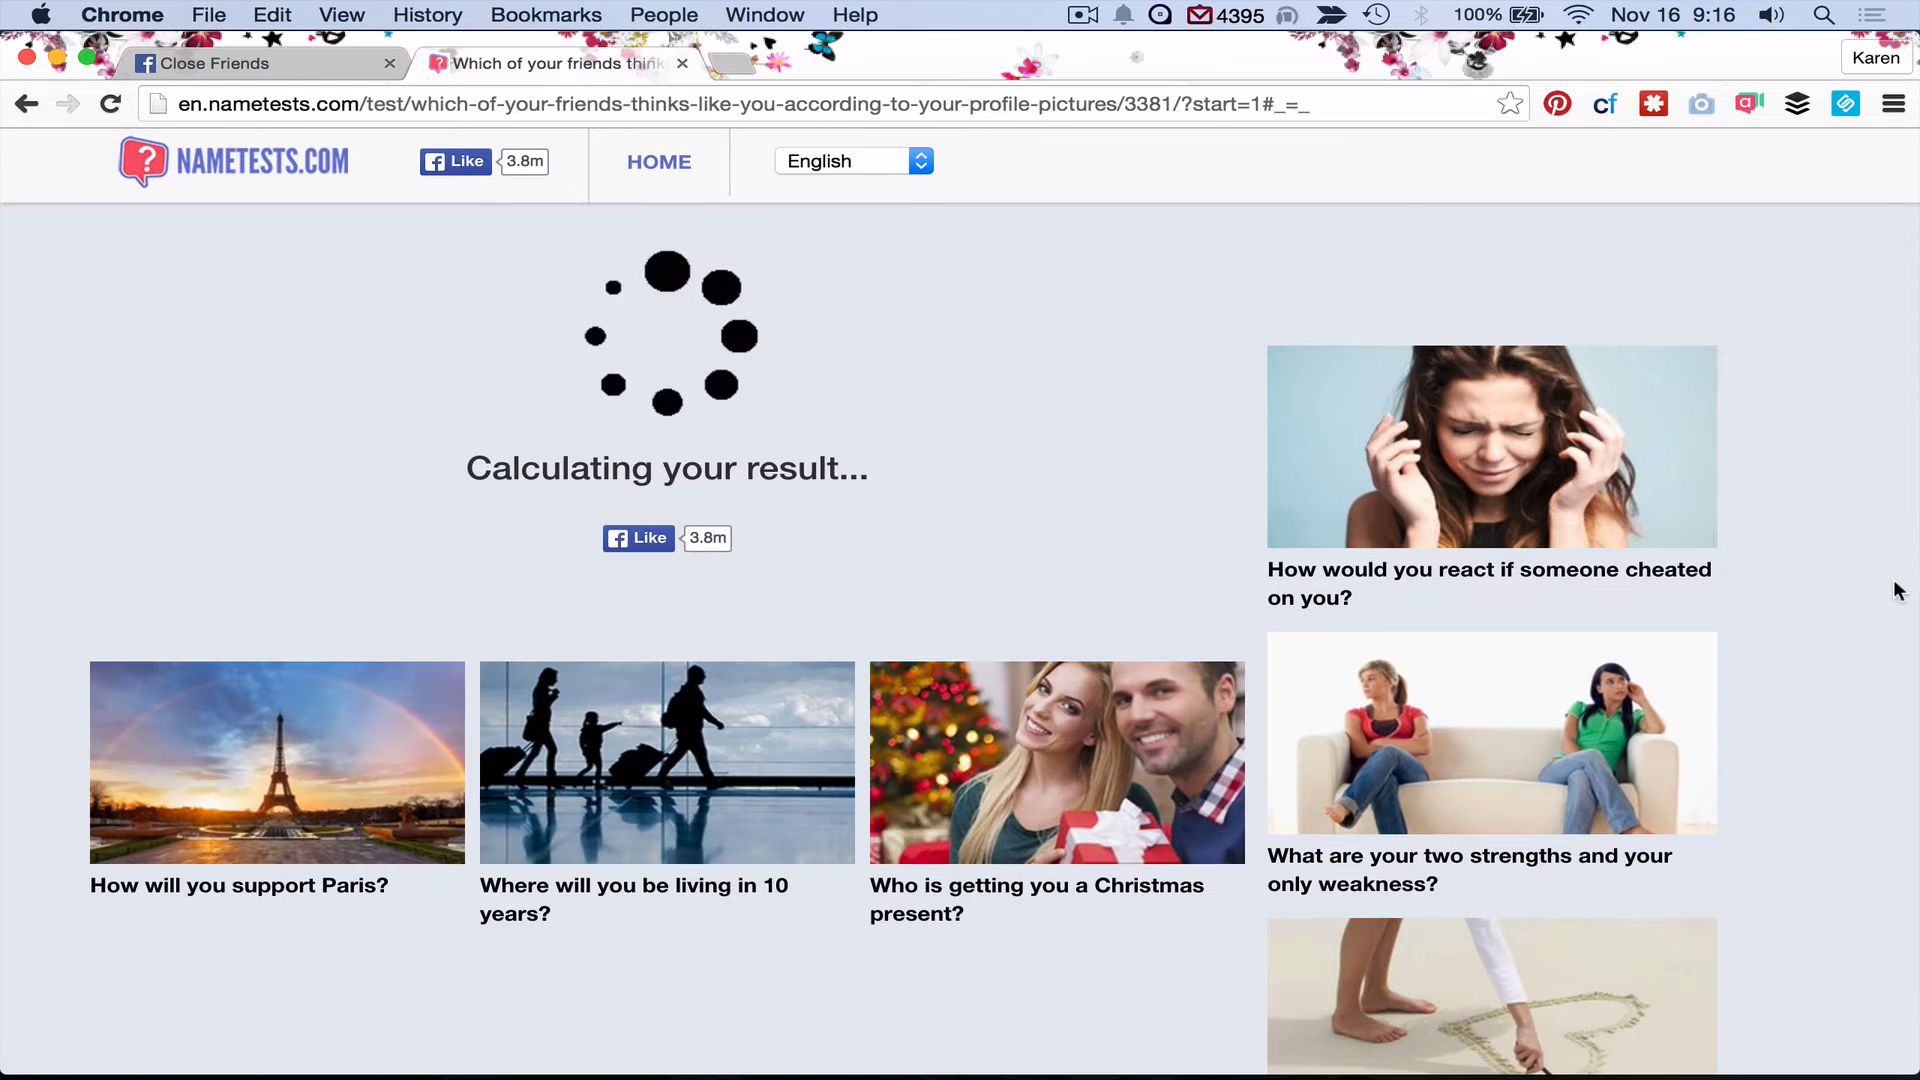 Chrome File Edit View History Bookmarks People Window Help 4395 100% Nov 16 9:16
Close Friends Which of your friends think Karen
en.nametests.com/test/which-of-your-friends-thinks-like-you-according-to-your-profile-pictures/3381/?start=1#_=_
NAMETESTS.COM Like 3.8m HOME English
Calculating your result...
Like 3.8m
How would you react if someone cheated
on you?
What are your two strengths and your
only weakness?
How will you support Paris?
Where will you be living in 10
years?
Who is getting you a Christmas
present?